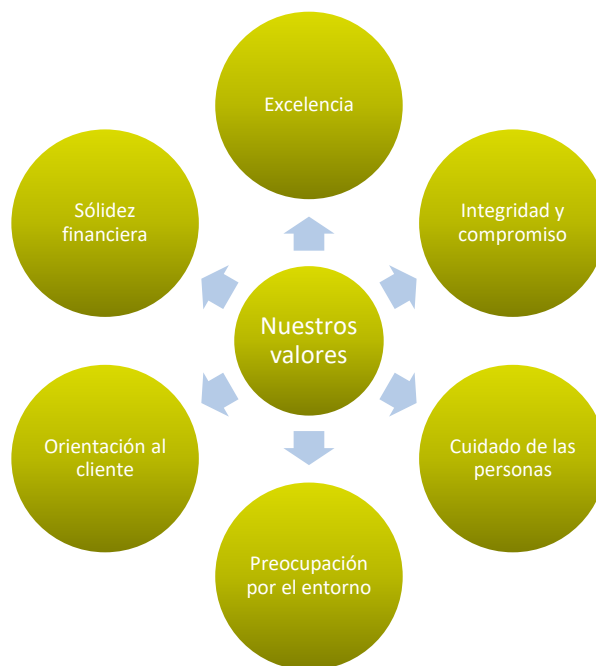 Excelencia
Sólidez
financiera
Integridad y
compromiso
Nuestros
valores
Orientación al
cliente
Cuidado de las
personas
Preocupación
por el entorno